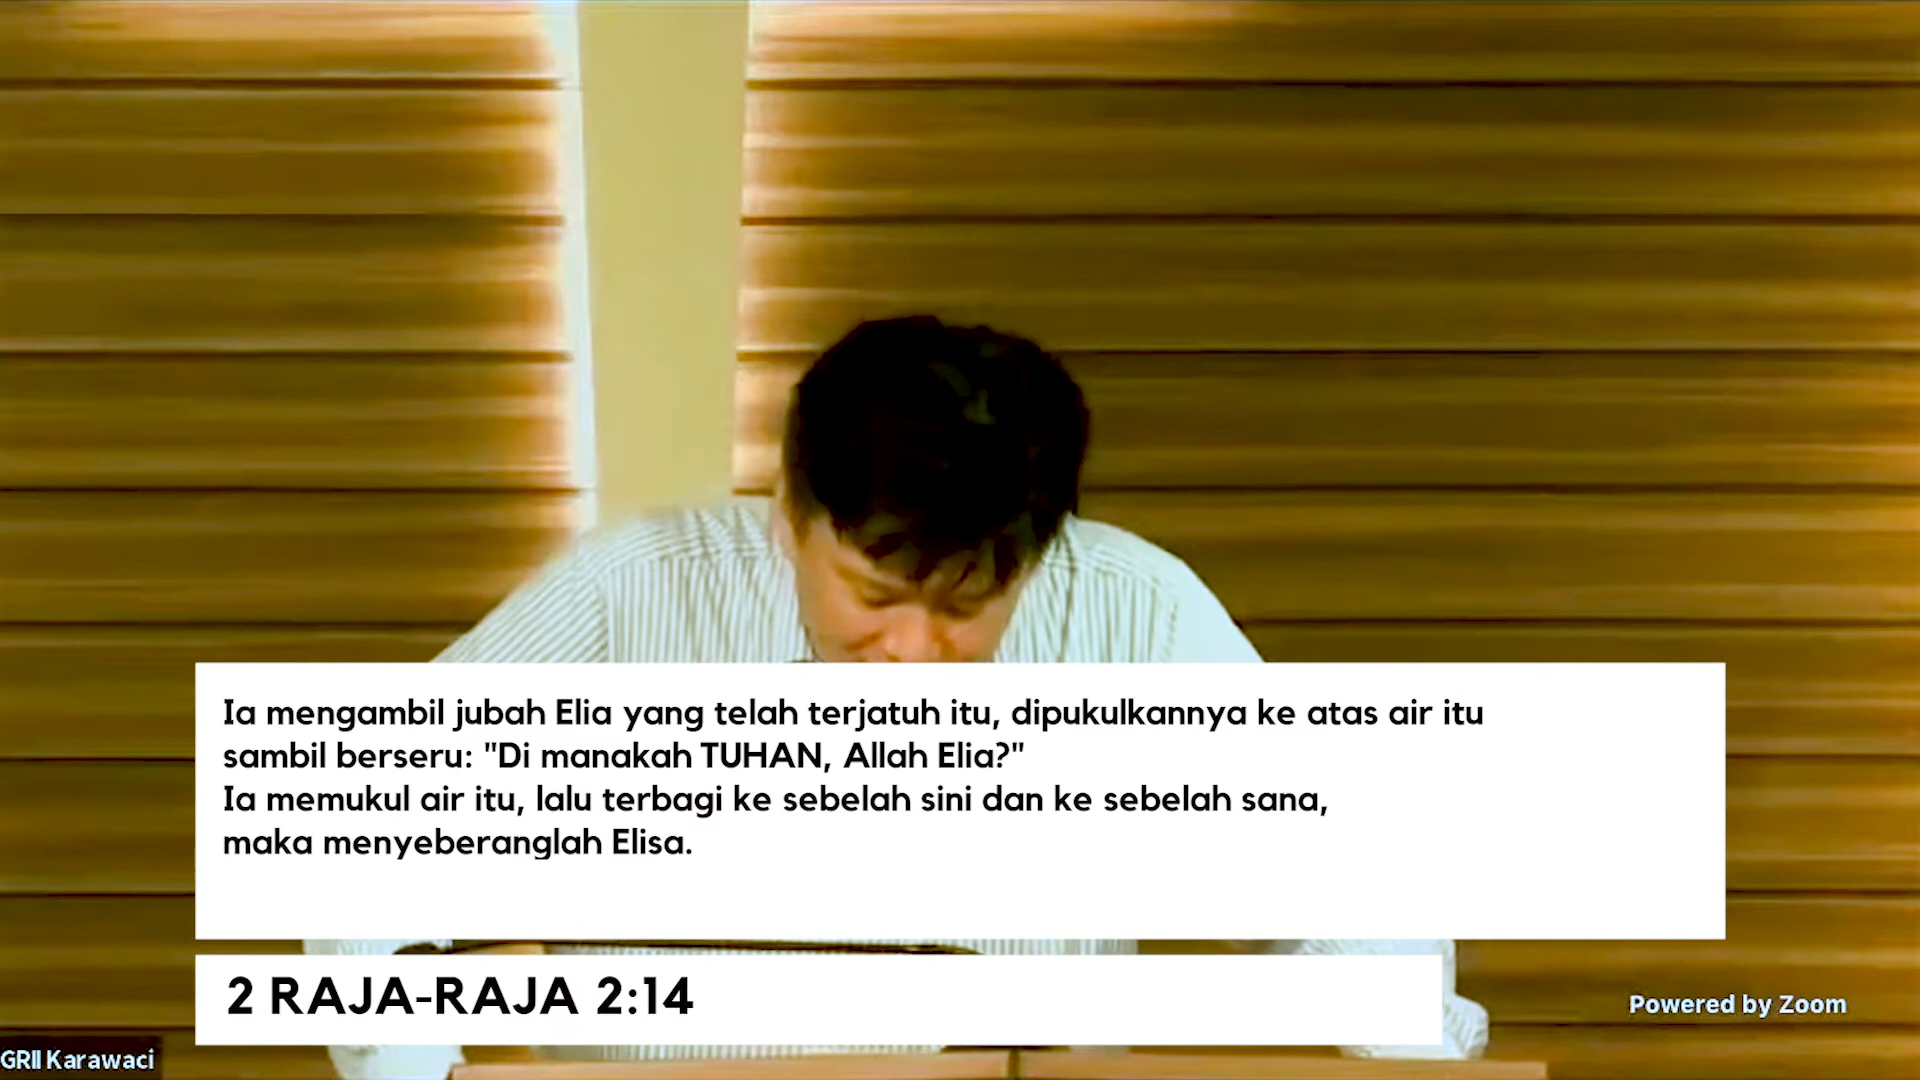 Ia mengambil jubah Elia yang telah terjatuh itu, dipukulkannya ke atas air itu
sambil berseru: "Di manakah TUHAN, Allah Elia?"
Ia memukul air itu, lalu terbagi ke sebelah sini dan ke sebelah sana,
maka menyeberanglah Elisa.
2 RAJA-RAJA 2:14
Powered by Zoom
GRII Karawaci